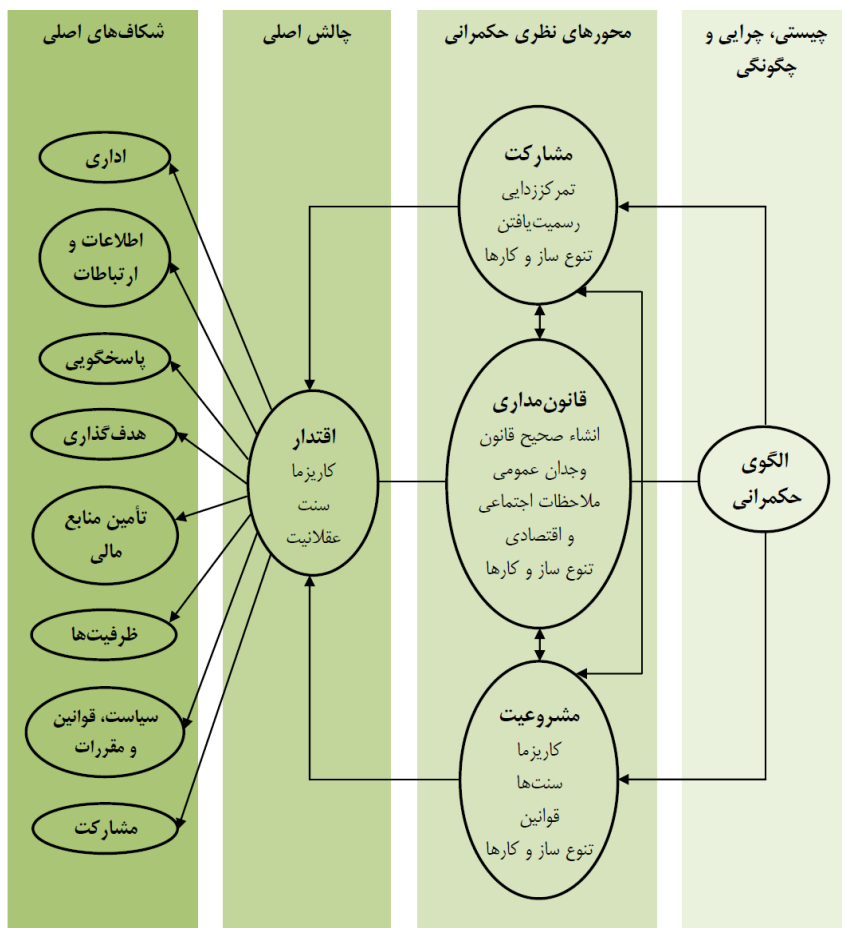 چیستی، چرایی و
چگونگی
محورهای نظری حکمرانی
چالش اصلی
شکاف‌های اصلی
الگوی
حکمرانی
مشارکت
تمرکززدایی
رسمیت‌یافتن
تنوع ساز و کارها
قانون‌مداری
انشاء صحیح قانون
وجدان عمومی
ملاحظات اجتماعی
و اقتصادی
تنوع ساز و کارها
مشروعیت
کاریزما
سنت‌ها
قوانین
تنوع ساز و کارها
اقتدار
کاریزما
سنت
عقلانیت
اداری
اطلاعات و
ارتباطات
پاسخگویی
هدف‌گذاری
تأمین منابع
مالی
ظرفیت‌ها
سیاست، قوانین
و مقررات
مشارکت